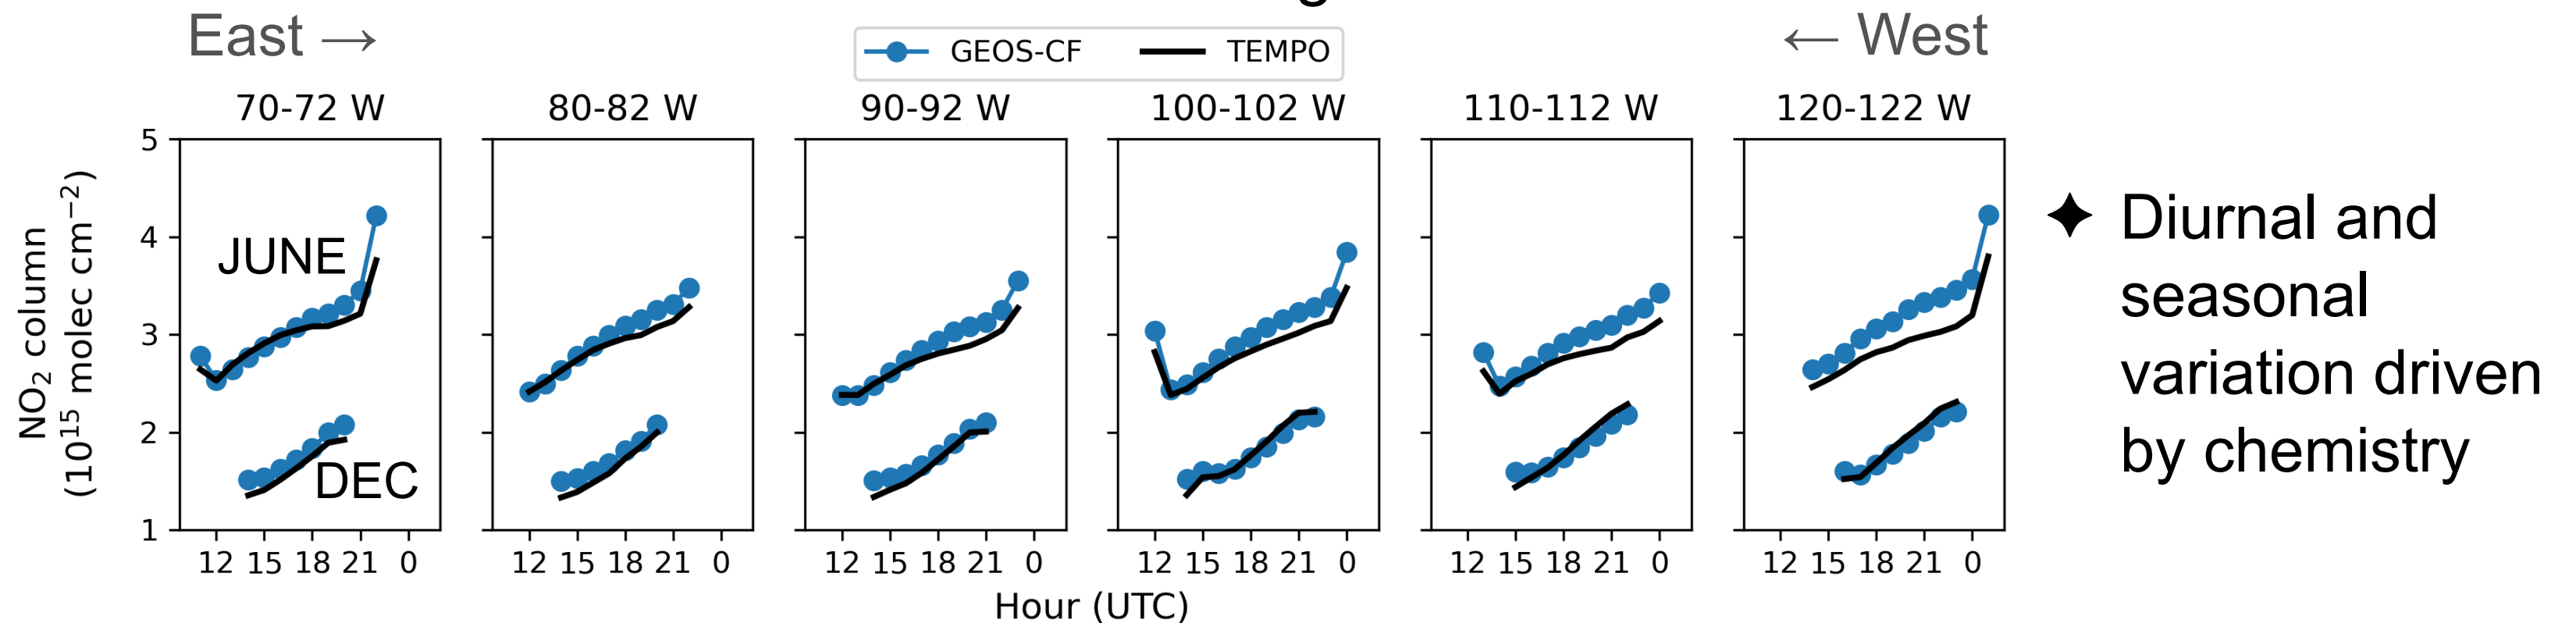 East →
← West
GEOS-CF
TEMPO
70-72 W
80-82 W
90-92 W
100-102 W
110-112 W
120-122 W
NO₂ column
(10¹⁵ molec cm⁻²)
5
4
3
2
1
JUNE
DEC
12 15 18 21 0
12 15 18 21 0
12 15 18 21 0
12 15 18 21 0
12 15 18 21 0
12 15 18 21 0
Hour (UTC)
✦ Diurnal and
seasonal
variation driven
by chemistry